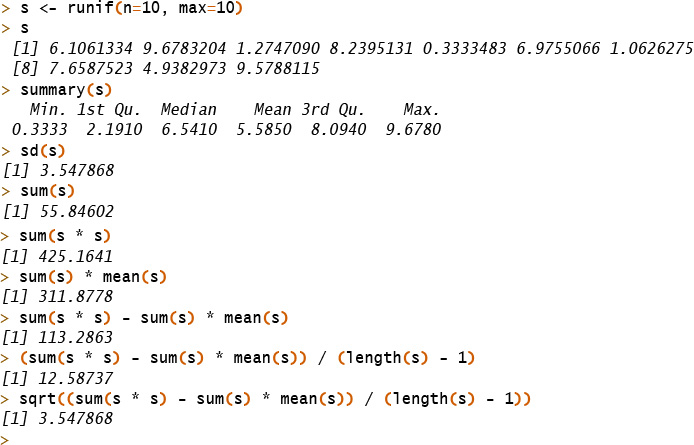 > s <- runif(n=10, max=10)
> s
[1] 6.1061334 9.6783204 1.2747090 8.2395131 0.3333483 6.9755066 1.0626275
[8] 7.6587523 4.9382973 9.5788115
> summary(s)
Min. 1st Qu. Median Mean 3rd Qu. Max.
0.3333 2.1910 6.5410 5.5850 8.0940 9.6780
> sd(s)
[1] 3.547868
> sum(s)
[1] 55.84602
> sum(s * s)
[1] 425.1641
> sum(s) * mean(s)
[1] 311.8778
> sum(s * s) - sum(s) * mean(s)
[1] 113.2863
> (sum(s * s) - sum(s) * mean(s)) / (length(s) - 1)
[1] 12.58737
> sqrt((sum(s * s) - sum(s) * mean(s)) / (length(s) - 1))
[1] 3.547868
>